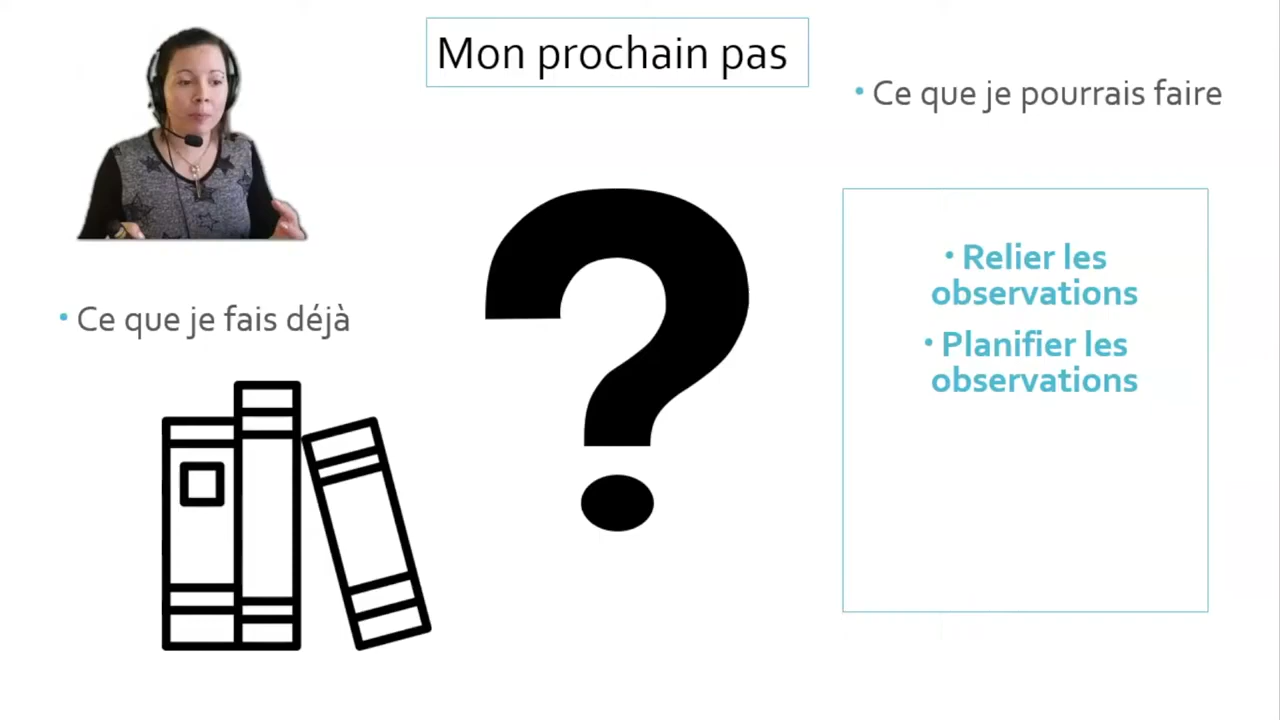 Mon prochain pas
• Ce que je pourrais faire
• Relier les
observations
• Planifier les
observations
• Ce que je fais déjà